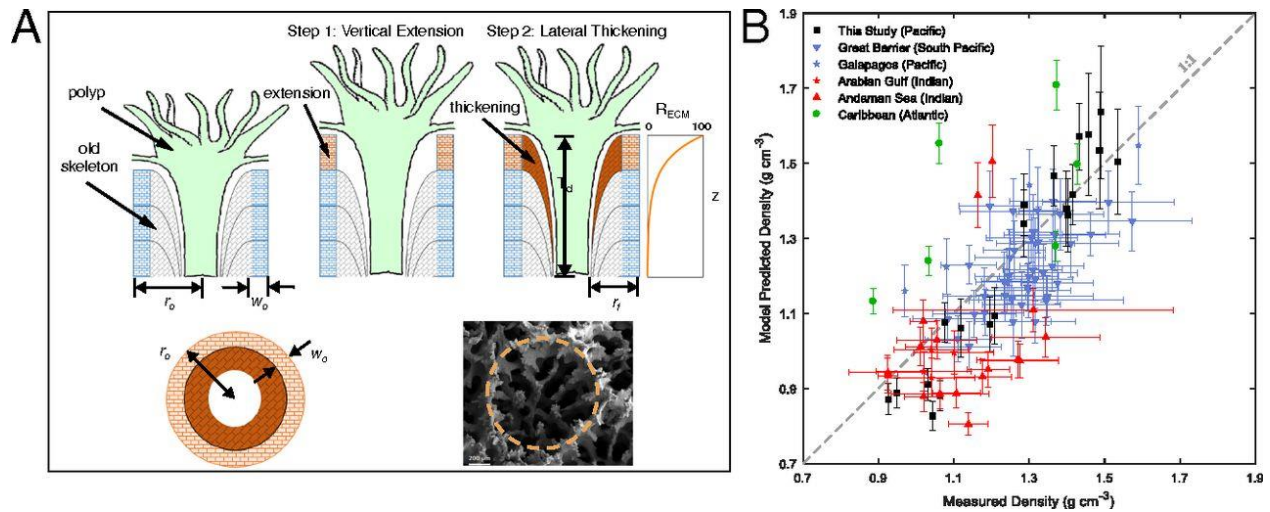 A
Step 1: Vertical Extension
Step 2: Lateral Thickening
polyp
extension
thickening
R_ECM
0 100
old skeleton
T_d
z
r_o
w_o
r_f
r_o
w_o
200 µm
B
1.9
1.7
1.5
1.3
1.1
0.9
0.7
Model Predicted Density (g cm⁻³)
This Study (Pacific)
Great Barrier (South Pacific)
Galapagos (Pacific)
Arabian Gulf (Indian)
Andaman Sea (Indian)
Caribbean (Atlantic)
1:1
0.7 0.9 1.1 1.3 1.5 1.7 1.9
Measured Density (g cm⁻³)